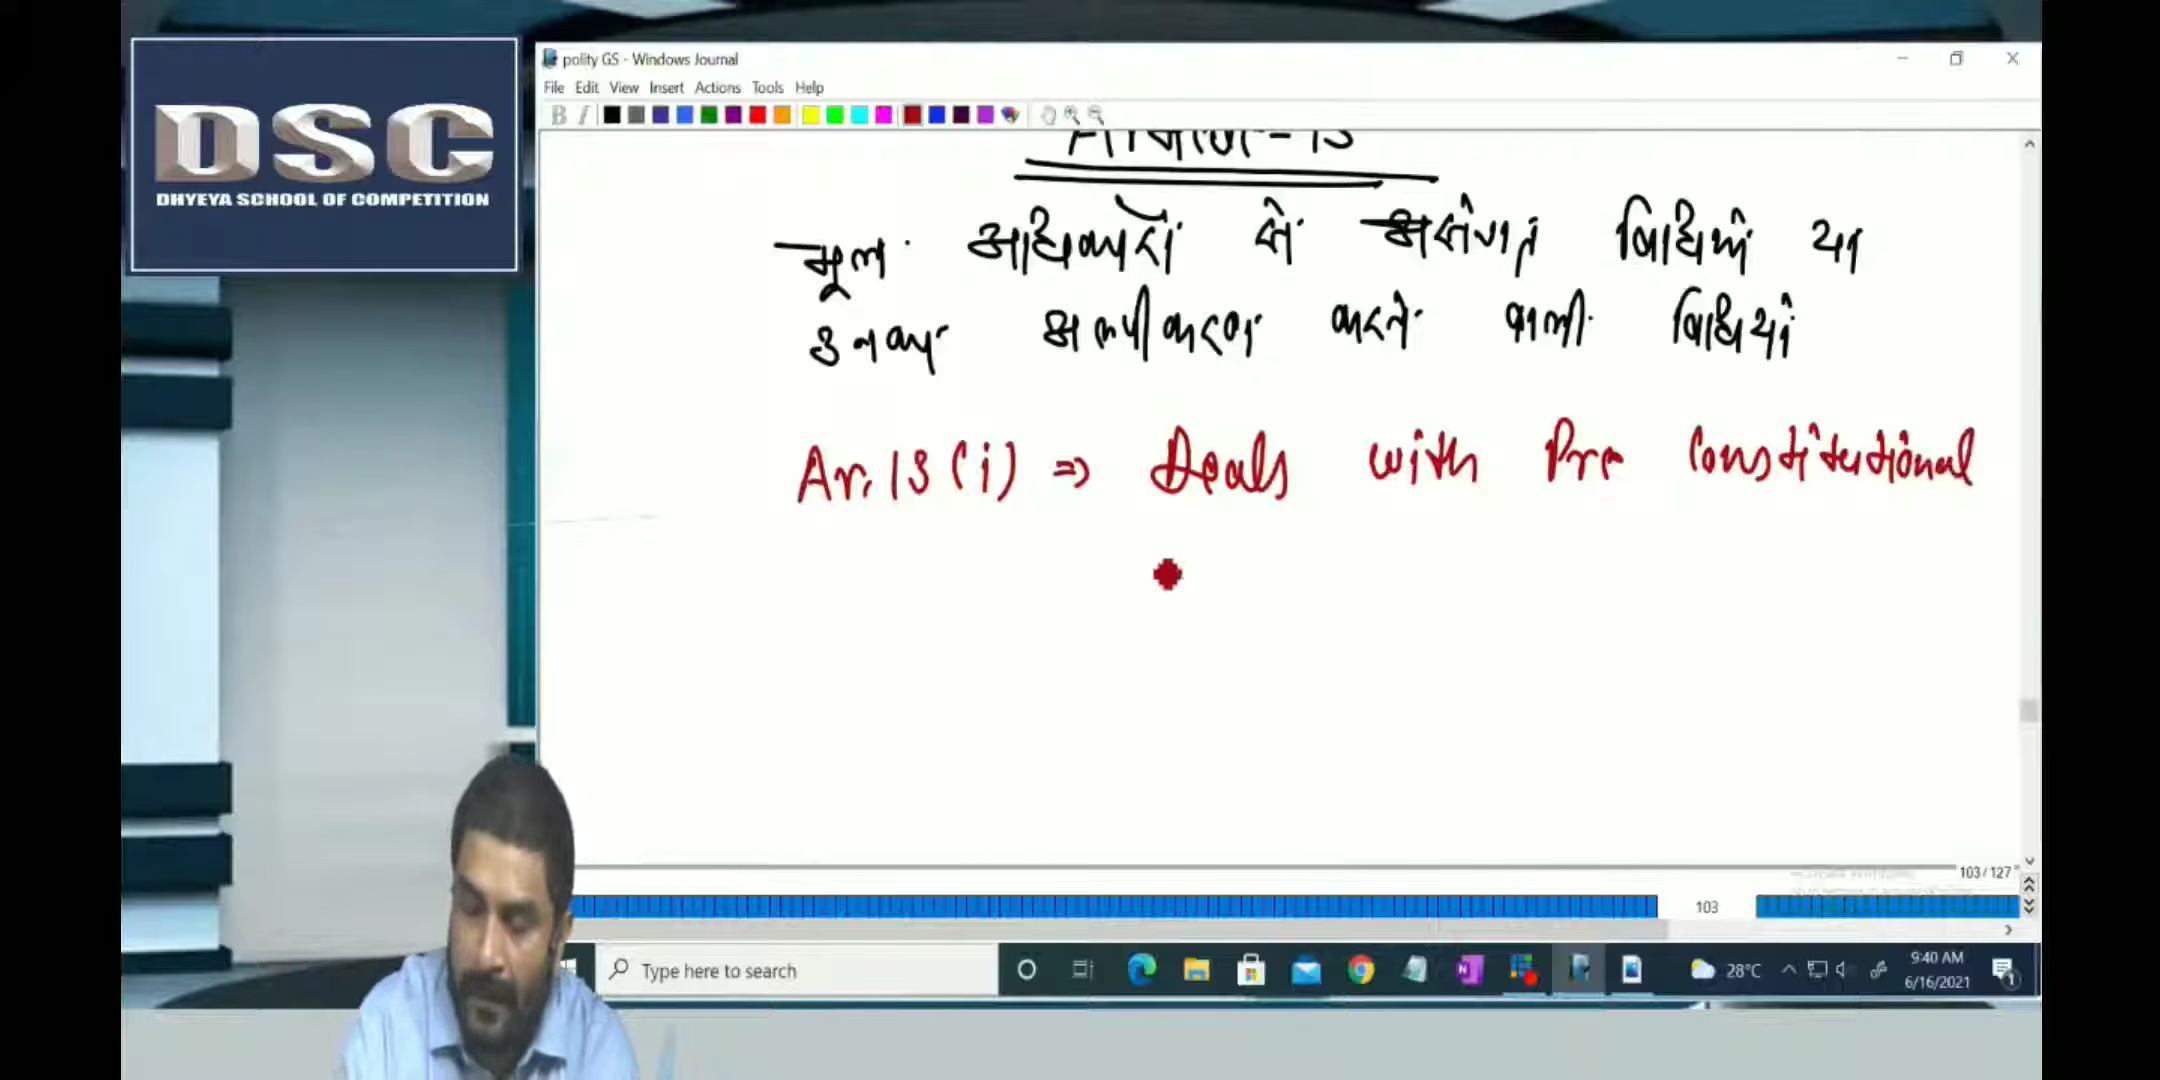 DSC
DHYEYA SCHOOL OF COMPETITION
polity GS - Windows Journal
File Edit View Insert Actions Tools Help
B I
मूल अधिकारों से असंगत विधियों या
उनका अल्पीकरण करने वाली विधियां
Ar. 13 (i) ⇒ Deals with Pre Constitutional
103 / 127
103
Type here to search
28°C
9:40 AM
6/16/2021
1